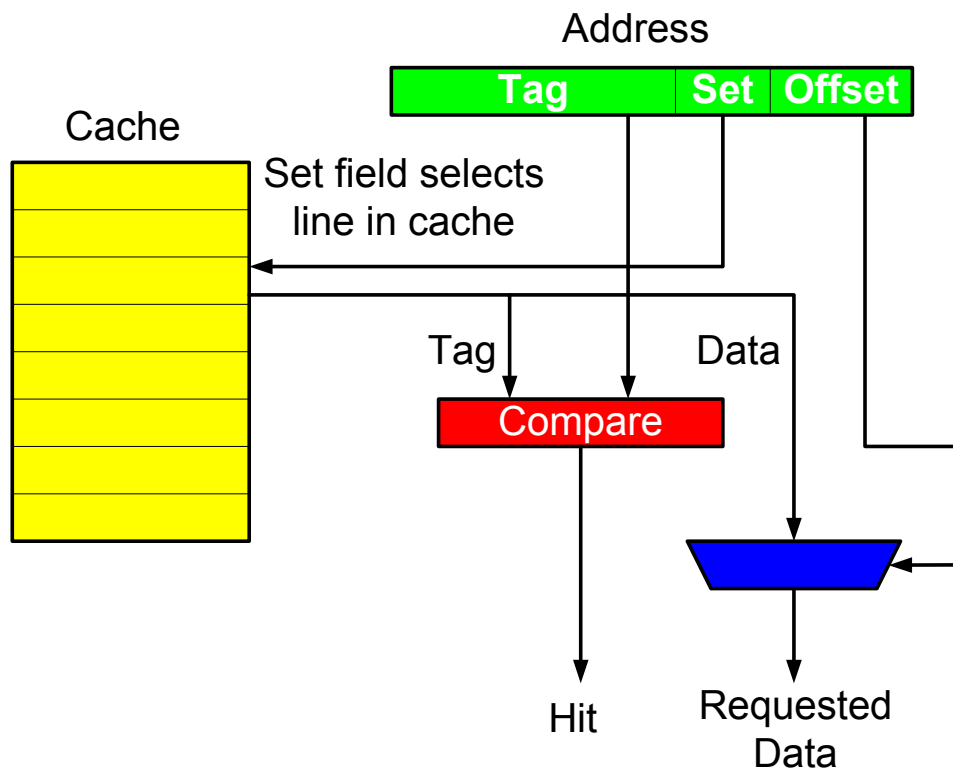 Address
Tag Set Offset
Cache
Set field selects
line in cache
Tag
Data
Compare
Hit
Requested
Data